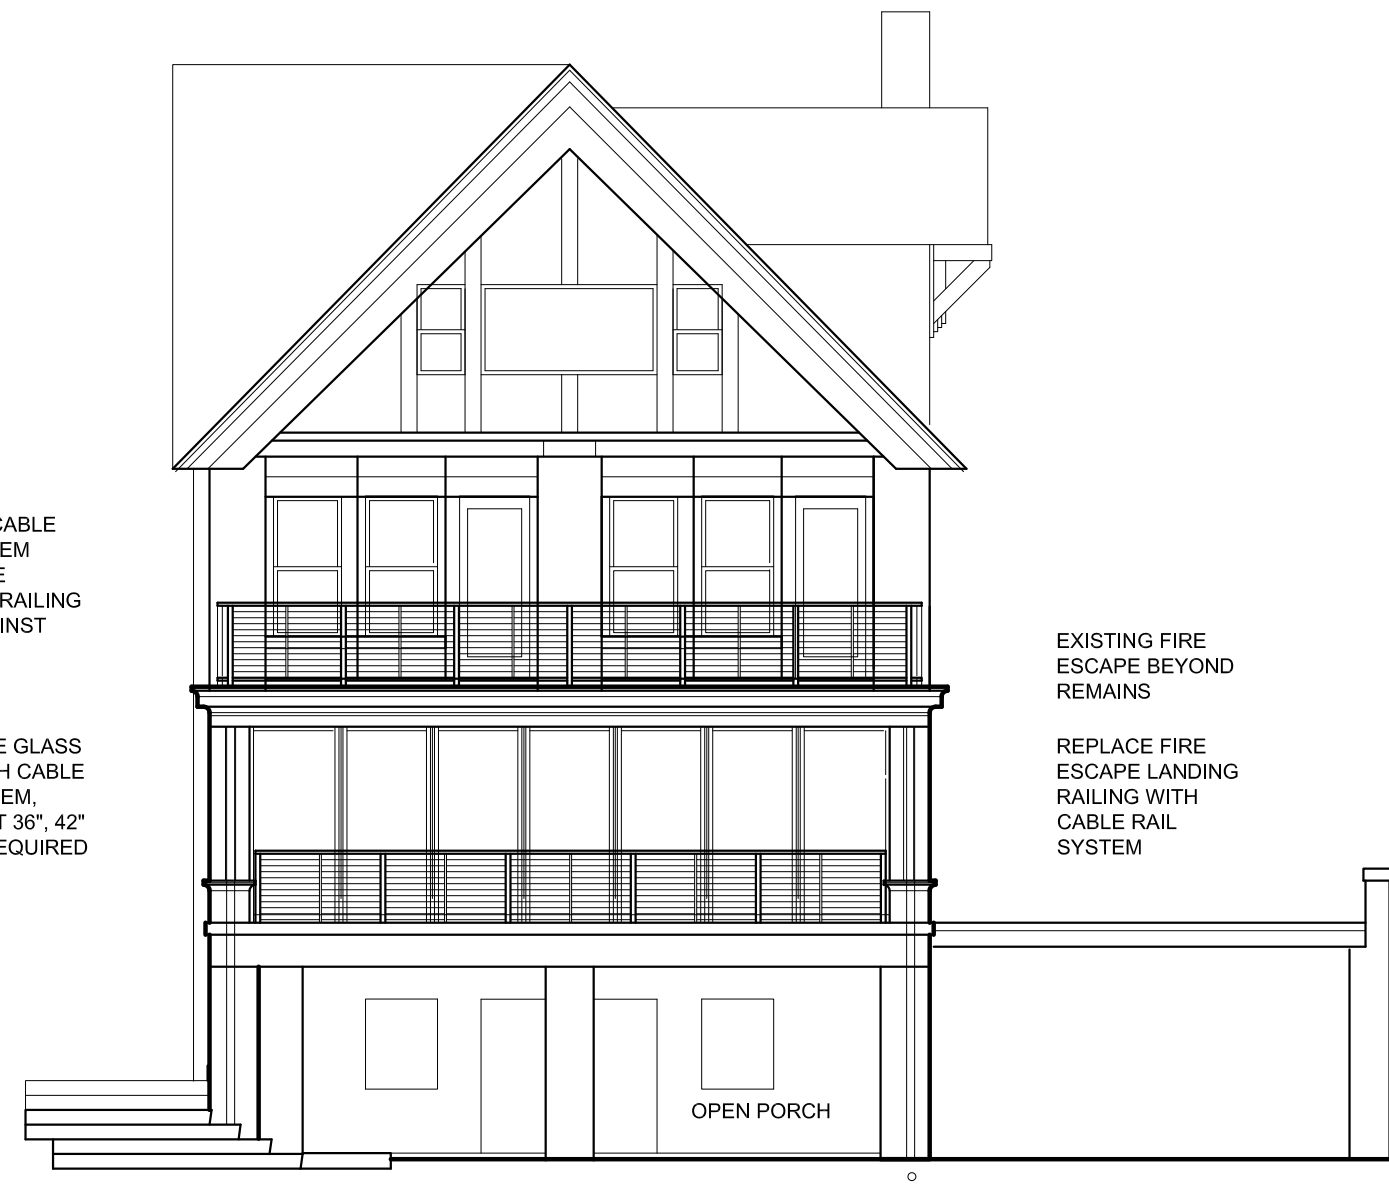 CABLE
EM
E
RAILING
INST
E GLASS
H CABLE
EM,
T 36", 42"
EQUIRED
EXISTING FIRE
ESCAPE BEYOND
REMAINS
REPLACE FIRE
ESCAPE LANDING
RAILING WITH
CABLE RAIL
SYSTEM
OPEN PORCH